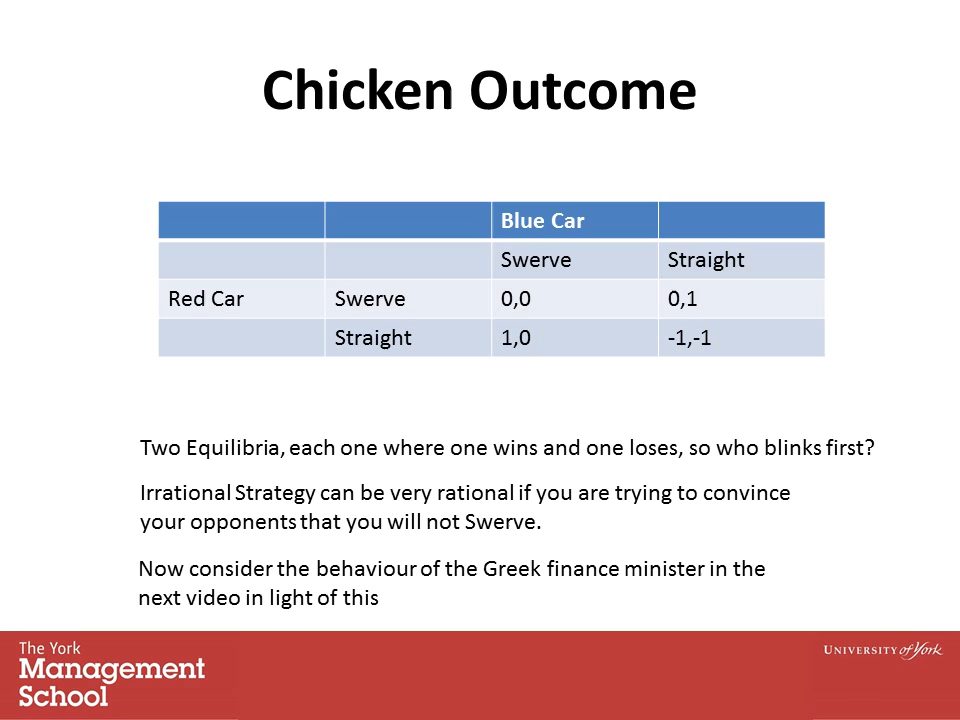 Chicken Outcome
Blue Car
Swerve Straight
Red Car Swerve 0,0 0,1
Straight 1,0 -1,-1
Two Equilibria, each one where one wins and one loses, so who blinks first?
Irrational Strategy can be very rational if you are trying to convince
your opponents that you will not Swerve.
Now consider the behaviour of the Greek finance minister in the
next video in light of this
The York
Management
School
UNIVERSITY of York